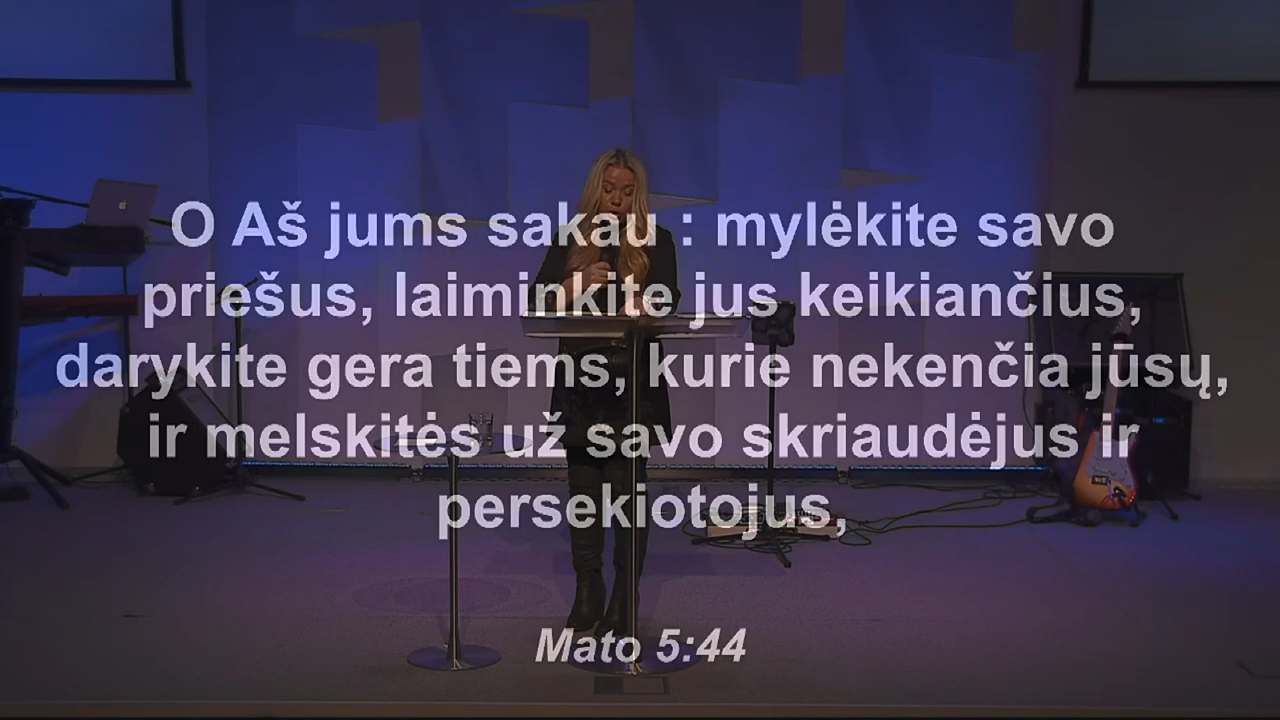 O Aš jums sakau : mylėkite savo
priešus, laiminkite jus keikiančius,
darykite gera tiems, kurie nekenčia jūsų,
ir melskitės už savo skriaudėjus ir
persekiotojus,
Mato 5:44